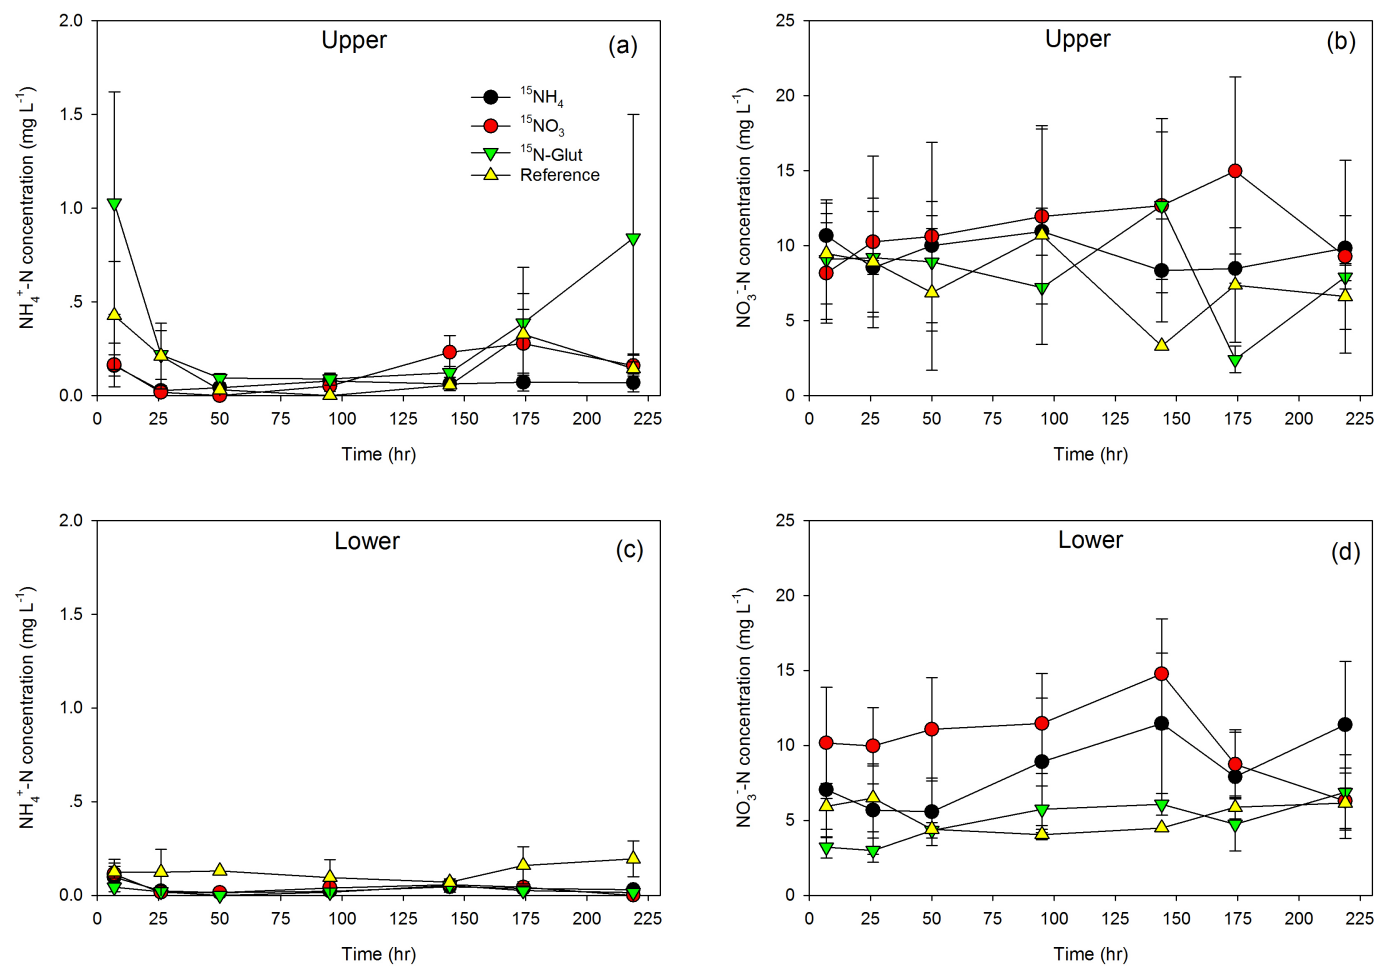 Upper
(a)
NH₄⁺-N concentration (mg L⁻¹)
2.0
1.5
1.0
.5
0.0
¹⁵NH₄
¹⁵NO₃
¹⁵N-Glut
Reference
0 25 50 75 100 125 150 175 200 225
Time (hr)
Upper
(b)
NO₃⁻-N concentration (mg L⁻¹)
25
20
15
10
5
0
0 25 50 75 100 125 150 175 200 225
Time (hr)
Lower
(c)
NH₄⁺-N concentration (mg L⁻¹)
2.0
1.5
1.0
.5
0.0
0 25 50 75 100 125 150 175 200 225
Time (hr)
Lower
(d)
NO₃⁻-N concentration (mg L⁻¹)
25
20
15
10
5
0
0 25 50 75 100 125 150 175 200 225
Time (hr)